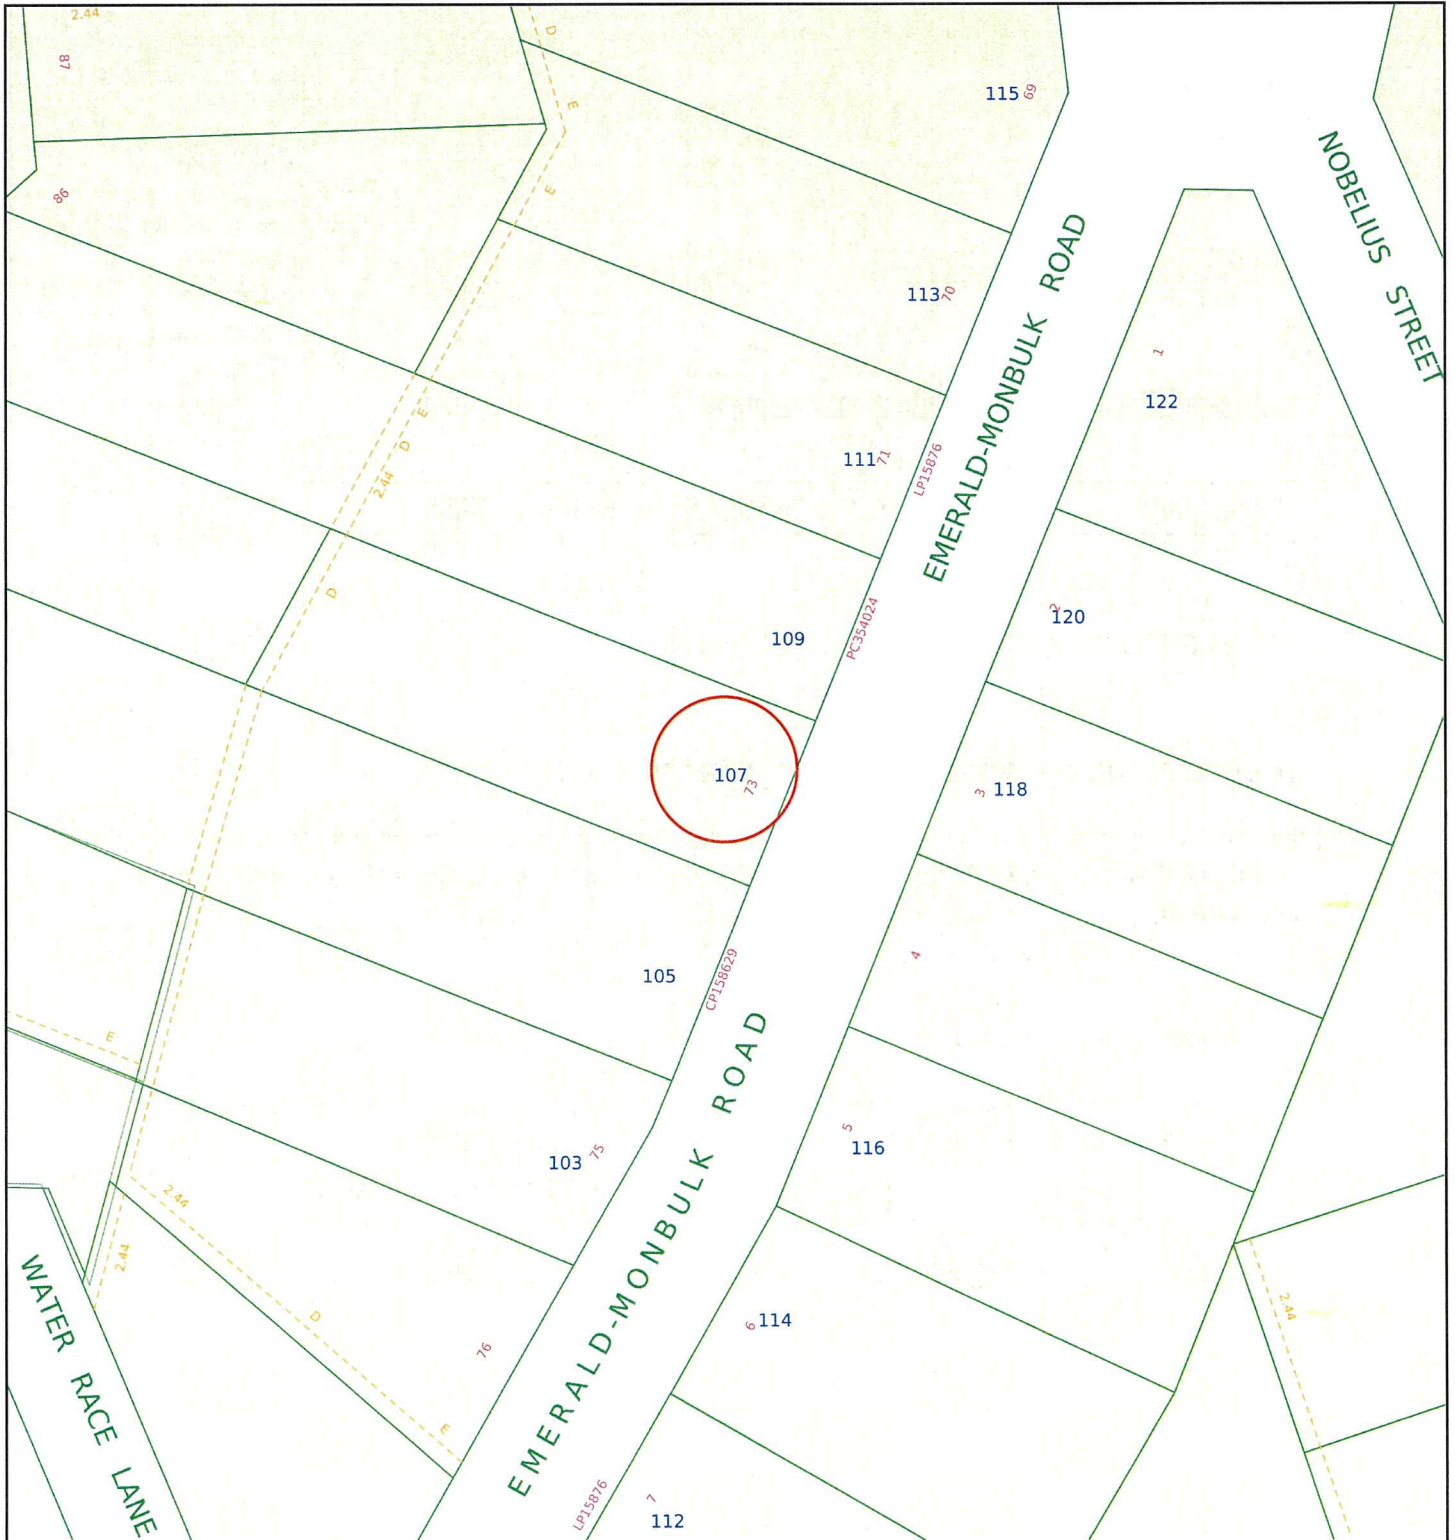 2.44
D
87
115 69
E
86
E
NOBELIUS STREET
EMERALD-MONBULK ROAD
113 70
1
122
E
D
2.44
111 71
LP15876
D
109
PC354024
2
120
107
73
3 118
4
105
CP158629
E
EMERALD-MONBULK ROAD
103 75
5
116
2.44
2.44
D
76
6 114
2.44
WATER RACE LANE
E
LP15876
7
112